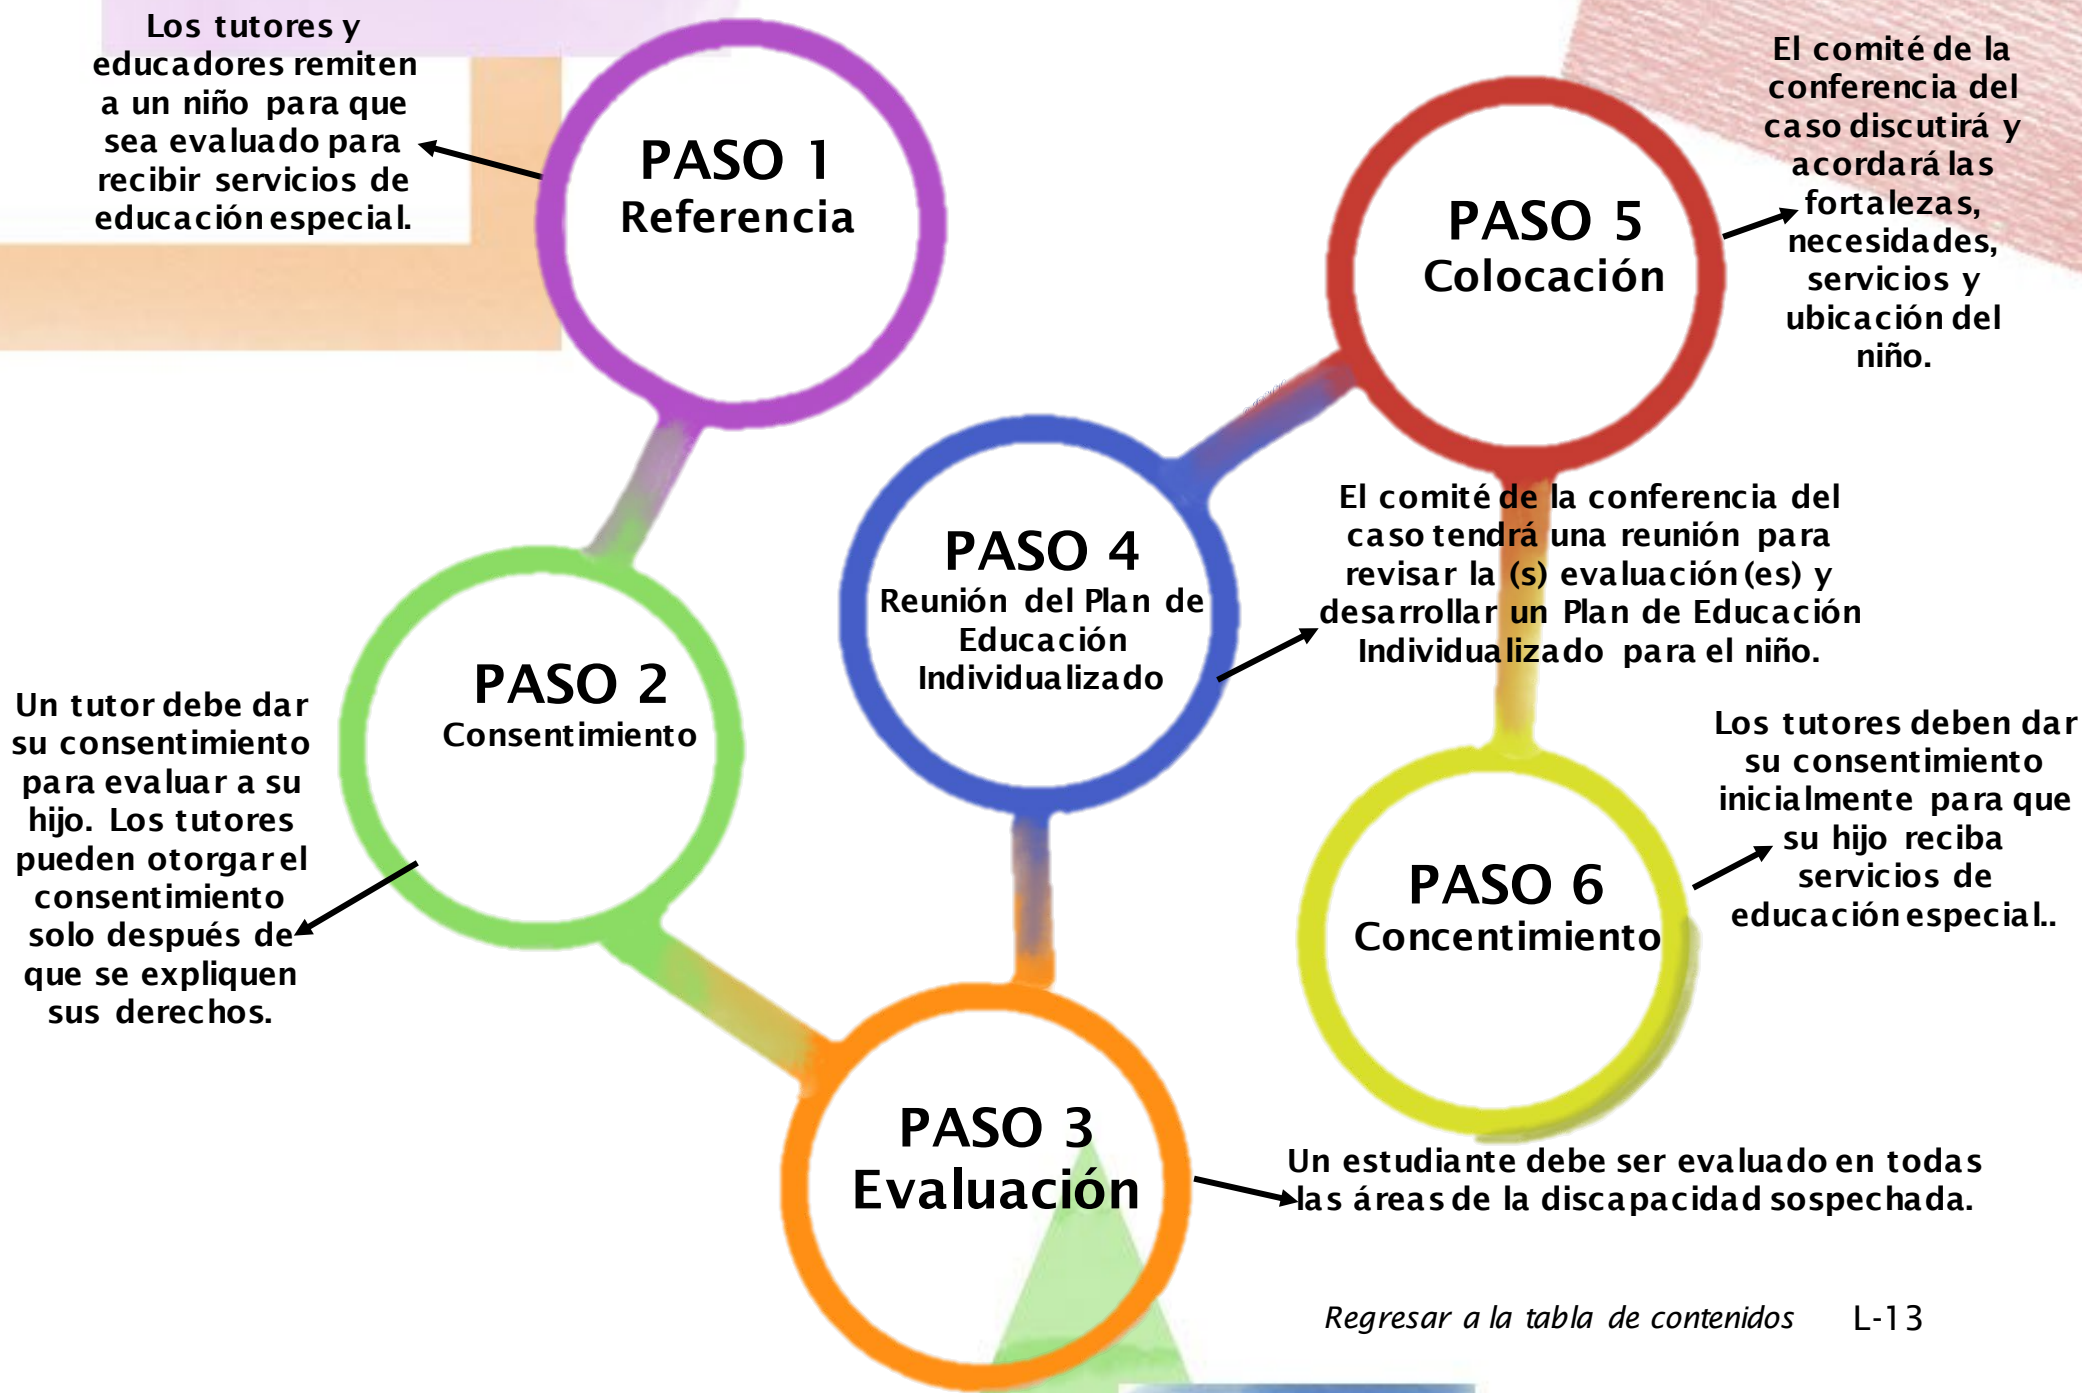 Los tutores y
educadores remiten
a un niño para que
sea evaluado para
recibir servicios de
educación especial.
PASO 1
Referencia
PASO 2
Consentimiento
Un tutor debe dar
su consentimiento
para evaluar a su
hijo. Los tutores
pueden otorgar el
consentimiento
solo después de
que se expliquen
sus derechos.
PASO 3
Evaluación
Un estudiante debe ser evaluado en todas
las áreas de la discapacidad sospechada.
PASO 4
Reunión del Plan de
Educación
Individualizado
El comité de la conferencia del
caso tendrá una reunión para
revisar la (s) evaluación(es) y
desarrollar un Plan de Educación
Individualizado para el niño.
PASO 5
Colocación
El comité de la
conferencia del
caso discutirá y
acordará las
fortalezas,
necesidades,
servicios y
ubicación del
niño.
PASO 6
Concentimiento
Los tutores deben dar
su consentimiento
inicialmente para que
su hijo reciba
servicios de
educación especial..
Regresar a la tabla de contenidos L-13